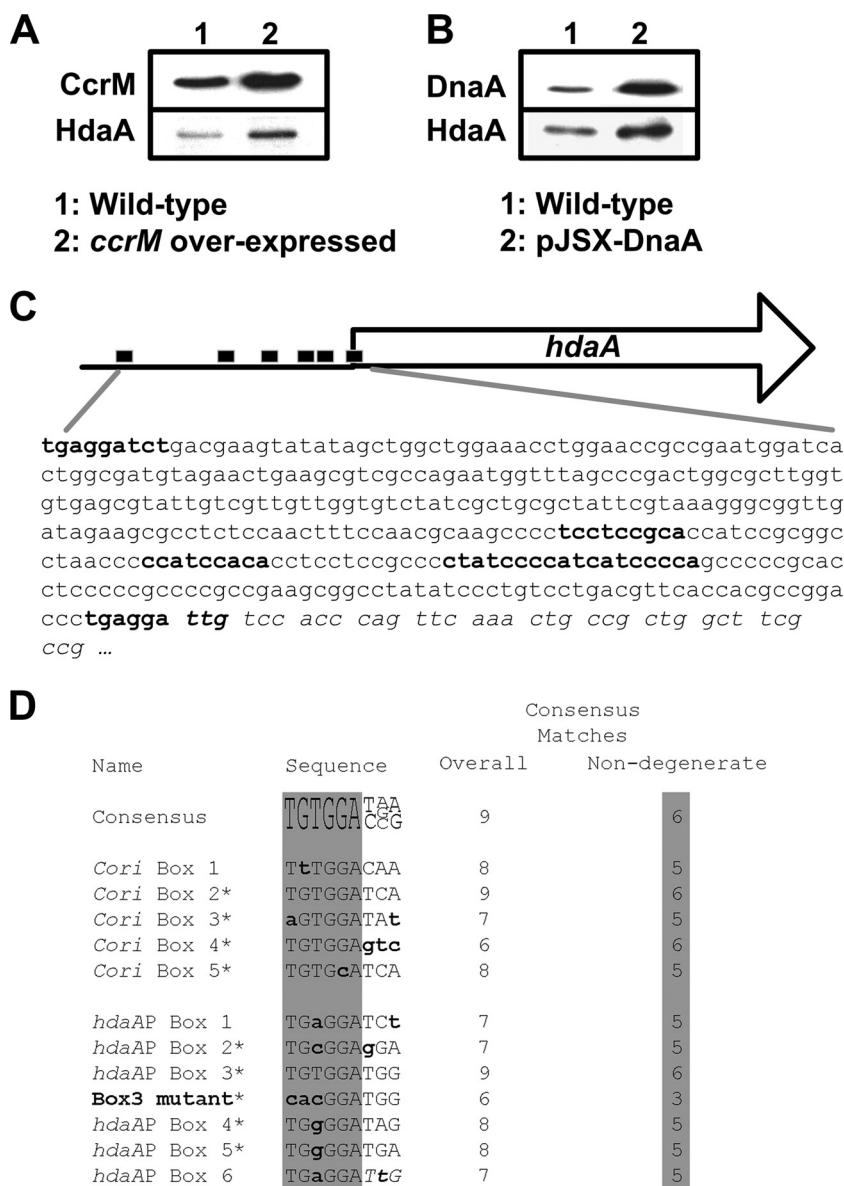 A
1 2
CcrM
HdaA
1: Wild-type
2: ccrM over-expressed
B
1 2
DnaA
HdaA
1: Wild-type
2: pJSX-DnaA
C
hdaA
tgaggatctgacgaagtatatagctggctggaaacctggaaccgccgaatggatca
ctggcgatgtagaactgaagcgtcgccagaatggtttagcccgactggcgcttggt
gtgagcgtattgtcgttgttggtgtctatcgctgcgctattcgtaaagggcggttg
atagaagcgcctctccaactttccaacgcaagcccctcctccgcaccatccgcgc
ctaacccccatccacacctcctccgcccctatccccatcatccccagcccccgcac
ctcccccgccccgccgaagcggcctatatccctgtcctgacgttcaccacgccgga
ccctgagga ttg tcc acc cag ttc aaa ctg ccg ctg gct tcg
ccg …
D
Consensus
Matches
Name Sequence Overall Non-degenerate
Consensus TGTGGATAA CGG 9 6
Cori Box 1 TtTGGACAA 8 5
Cori Box 2* TGTGGATCA 9 6
Cori Box 3* aGTGGATAt 7 5
Cori Box 4* TGTGGAgtc 6 6
Cori Box 5* TGTGcATCA 8 5
hdaAP Box 1 TGaGGATCt 7 5
hdaAP Box 2* TGcGGAgGA 7 5
hdaAP Box 3* TGTGGATGG 9 6
Box3 mutant* cacGGATGG 6 3
hdaAP Box 4* TGgGGATAG 8 5
hdaAP Box 5* TGgGGATGA 8 5
hdaAP Box 6 TGaGGATtG 7 5